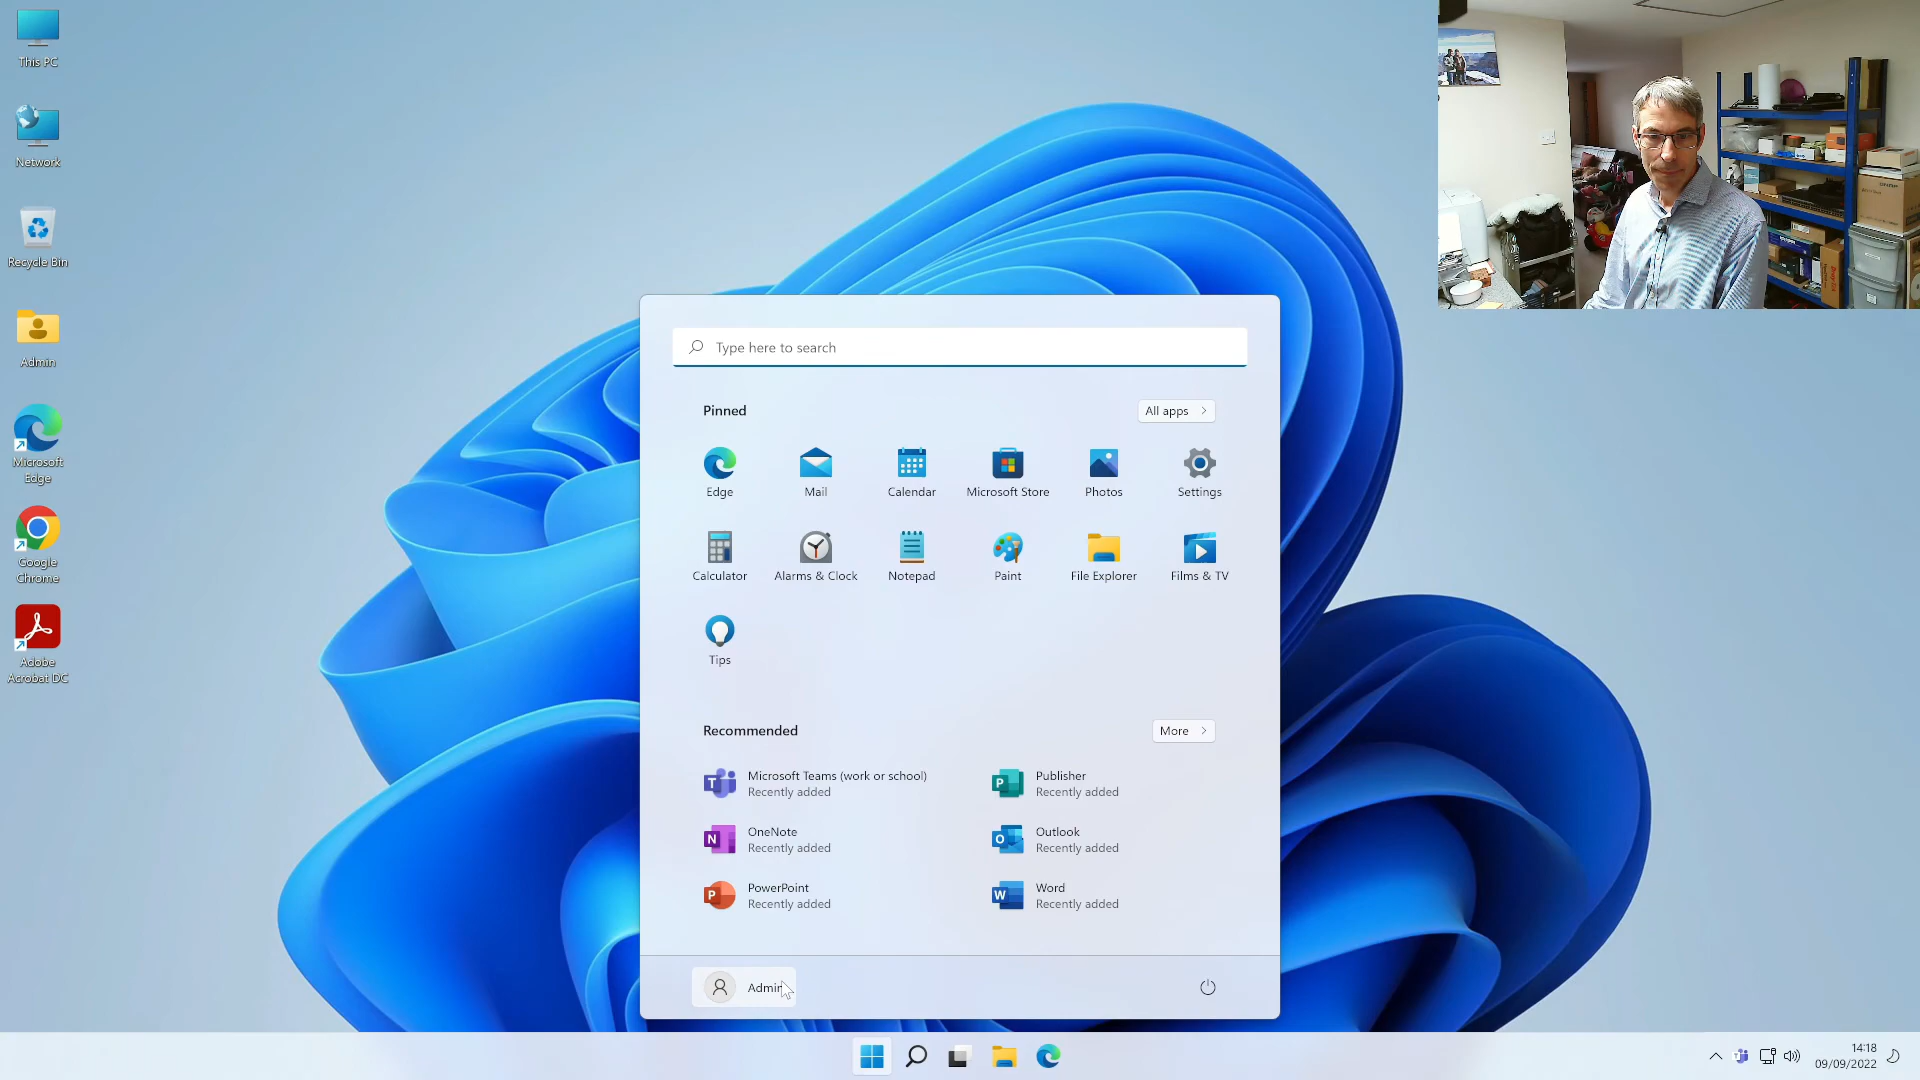 This PC
Network
Recycle Bin
Admin
Microsoft
Edge
Google
Chrome
Adobe
Acrobat DC
Type here to search
Pinned
All apps
Edge
Mail
Calendar
Microsoft Store
Photos
Settings
Calculator
Alarms & Clock
Notepad
Paint
File Explorer
Films & TV
Tips
Recommended
More
Microsoft Teams (work or school)
Recently added
Publisher
Recently added
OneNote
Recently added
Outlook
Recently added
PowerPoint
Recently added
Word
Recently added
Admin
14:18
09/09/2022